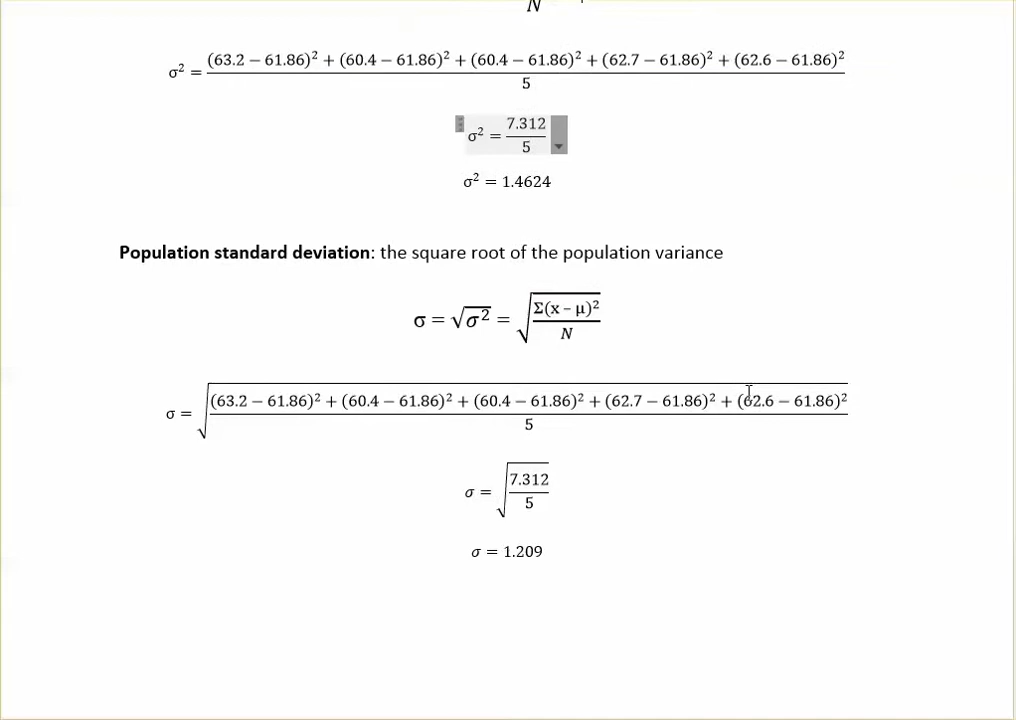 N
σ² = (63.2 − 61.86)² + (60.4 − 61.86)² + (60.4 − 61.86)² + (62.7 − 61.86)² + (62.6 − 61.86)² / 5
σ² = 7.312 / 5
σ² = 1.4624
Population standard deviation: the square root of the population variance
σ = √σ² = √(Σ(x − μ)² / N)
σ = √((63.2 − 61.86)² + (60.4 − 61.86)² + (60.4 − 61.86)² + (62.7 − 61.86)² + (62.6 − 61.86)² / 5)
σ = √(7.312 / 5)
σ = 1.209